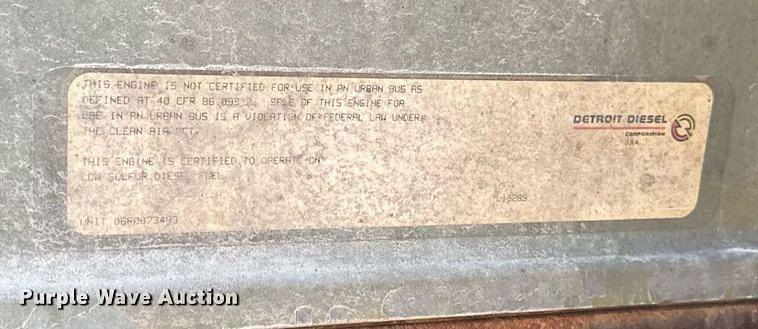 THIS ENGINE IS NOT CERTIFIED FOR USE IN AN URBAN BUS AS
DEFINED AT 40 CFR 86.093 2. SALE OF THIS ENGINE FOR
USE IN AN URBAN BUS IS A VIOLATION OF FEDERAL LAW UNDER
THE CLEAN AIR ACT.
DETROIT DIESEL
CORPORATION
U.S.A.
THIS ENGINE IS CERTIFIED TO OPERATE ON
LOW SULFUR DIESEL FUEL
UNIT
Purple Wave Auction